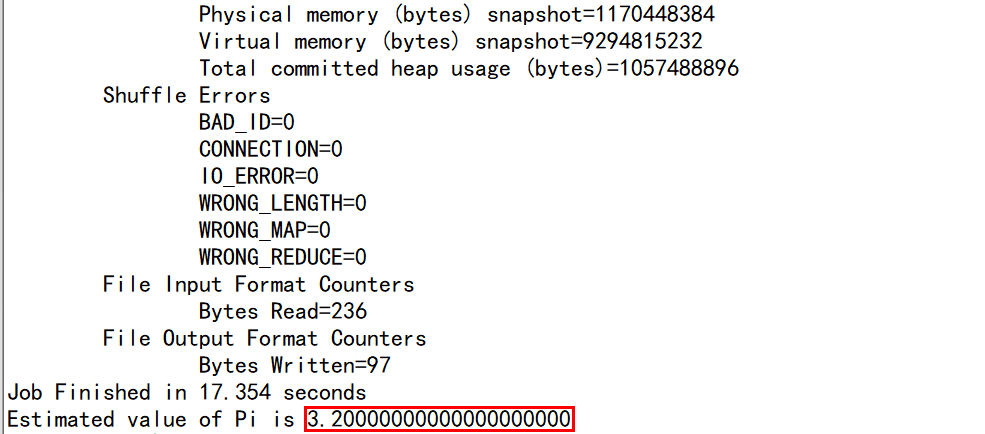 Physical memory (bytes) snapshot=1170448384
Virtual memory (bytes) snapshot=9294815232
Total committed heap usage (bytes)=1057488896
Shuffle Errors
BAD_ID=0
CONNECTION=0
IO_ERROR=0
WRONG_LENGTH=0
WRONG_MAP=0
WRONG_REDUCE=0
File Input Format Counters
Bytes Read=236
File Output Format Counters
Bytes Written=97
Job Finished in 17.354 seconds
Estimated value of Pi is 3.20000000000000000000